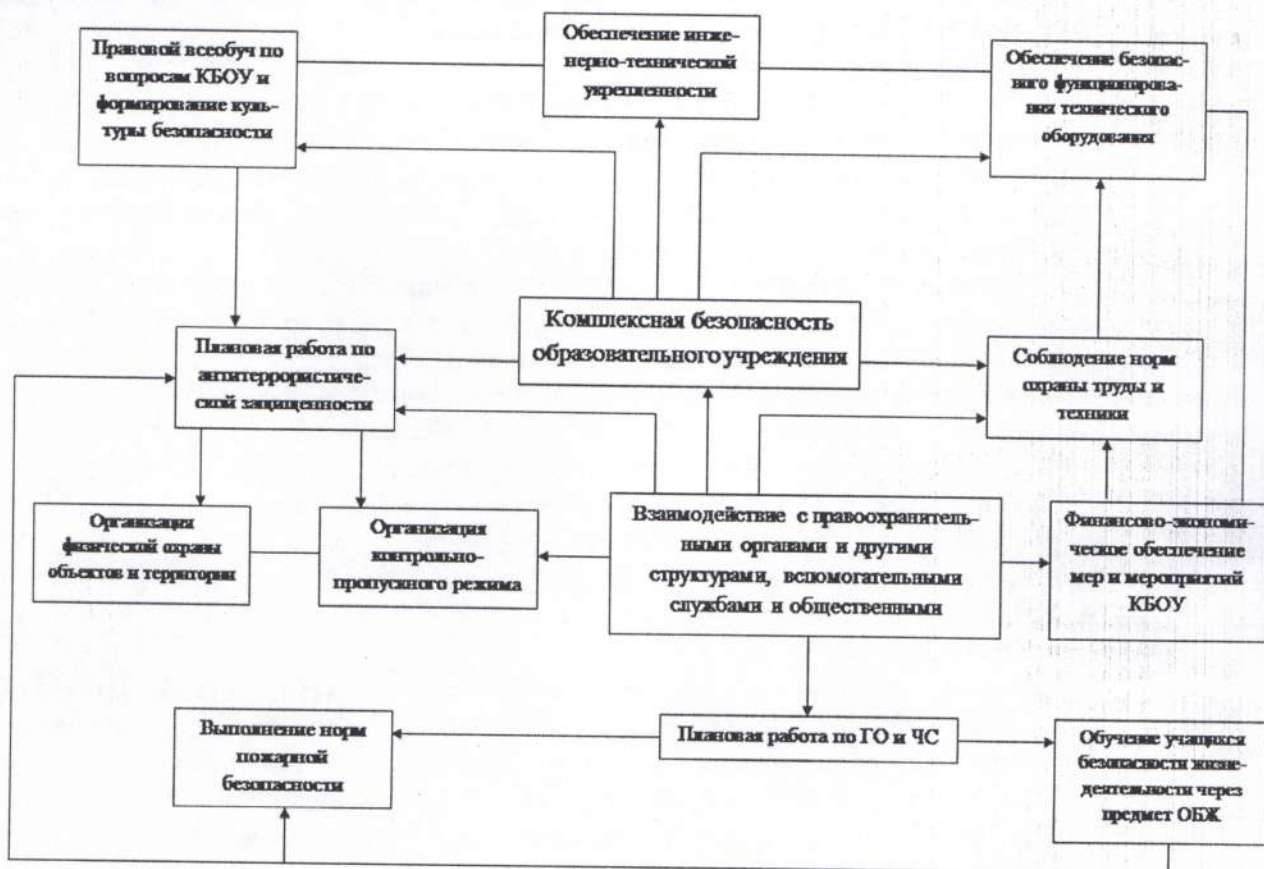 Правовой всеобуч по
вопросам КБОУ и
формирование куль-
туры безопасности
Обеспечение инже-
нерно-технической
укрепленности
Обеспечение безопас-
ного функционирова-
ния технического
оборудования
Комплексная безопасность
образовательного учреждения
Плановая работа по
антитеррористиче-
ской защищенности
Соблюдение норм
охраны труды и
техники
Организация
физической охраны
объектов и территории
Организация
контрольно-
пропускного режима
Взаимодействие с правоохранитель-
ными органами и другими
структурами, вспомогательными
службами и общественными
Финансово-экономи-
ческое обеспечение
мер и мероприятий
КБОУ
Выполнение норм
пожарной
безопасности
Плановая работа по ГО и ЧС
Обучение учащихся
безопасности жизне-
деятельности через
предмет ОБЖ